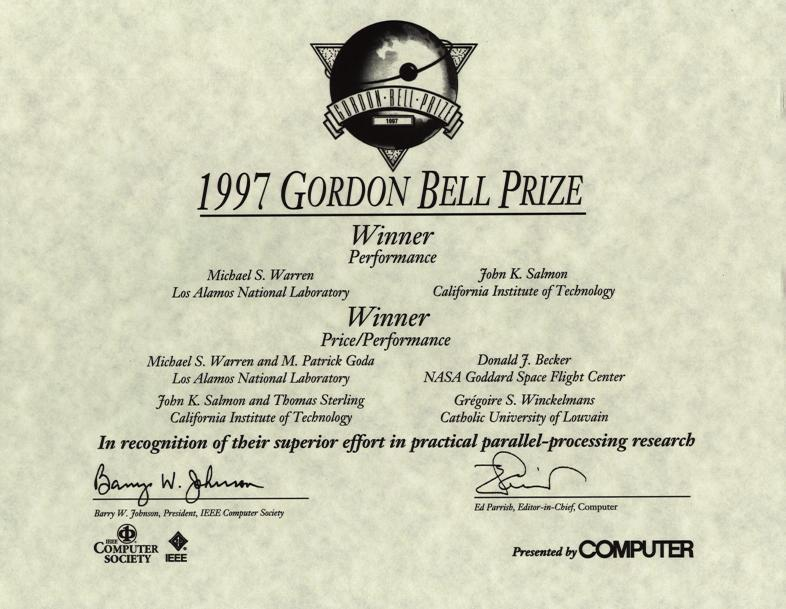 GORDON·BELL·PRIZE
1997
1997 GORDON BELL PRIZE
Winner
Performance
Michael S. Warren
Los Alamos National Laboratory
John K. Salmon
California Institute of Technology
Winner
Price/Performance
Michael S. Warren and M. Patrick Goda
Los Alamos National Laboratory
Donald J. Becker
NASA Goddard Space Flight Center
John K. Salmon and Thomas Sterling
California Institute of Technology
Grégoire S. Winckelmans
Catholic University of Louvain
In recognition of their superior effort in practical parallel-processing research
Barry W. Johnson
Barry W. Johnson, President, IEEE Computer Society
Ed Parrish, Editor-in-Chief, Computer
IEEE
COMPUTER
SOCIETY
IEEE
Presented by COMPUTER